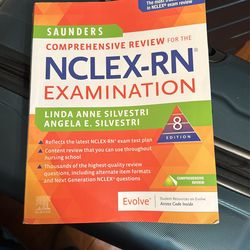 The most
in NCLEX® exam review
SAUNDERS
COMPREHENSIVE REVIEW FOR THE
NCLEX-RN®
EXAMINATION
LINDA ANNE SILVESTRI
ANGELA E. SILVESTRI
8
EDITION
• Reflects the latest NCLEX-RN® exam test plan
• Content review that you can use throughout
nursing school
• Thousands of the highest-quality review
questions, including alternate item formats
and Next Generation NCLEX® questions
COMPREHENSIVE
REVIEW
ELSEVIER
Evolve®
Student Resources on Evolve
Access Code Inside